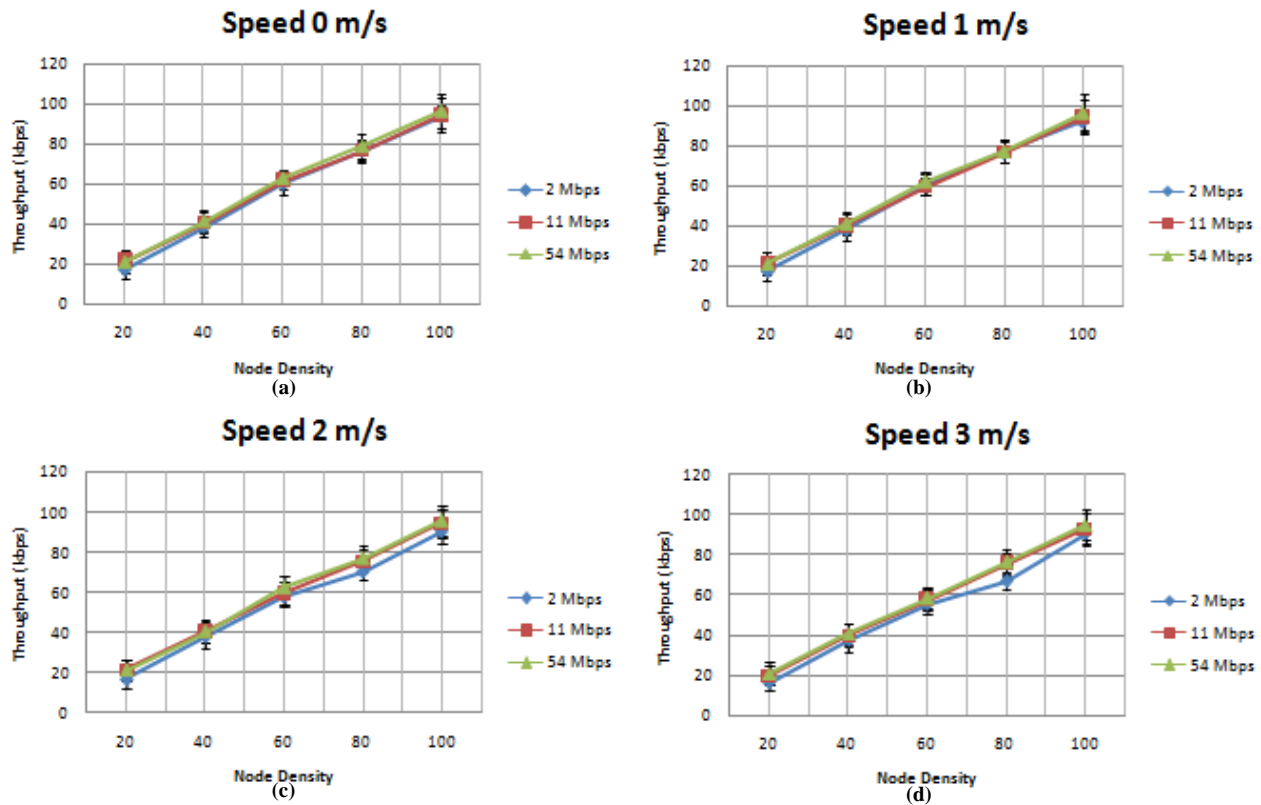 Speed 0 m/s
Throughput (kbps)
120
100
80
60
40
20
0
20 40 60 80 100
Node Density
2 Mbps
11 Mbps
54 Mbps
(a)
Speed 1 m/s
Throughput (kbps)
120
100
80
60
40
20
0
20 40 60 80 100
Node Density
2 Mbps
11 Mbps
54 Mbps
(b)
Speed 2 m/s
Throughput (kbps)
120
100
80
60
40
20
0
20 40 60 80 100
Node Density
2 Mbps
11 Mbps
54 Mbps
(c)
Speed 3 m/s
Throughput (kbps)
120
100
80
60
40
20
0
20 40 60 80 100
Node Density
2 Mbps
11 Mbps
54 Mbps
(d)